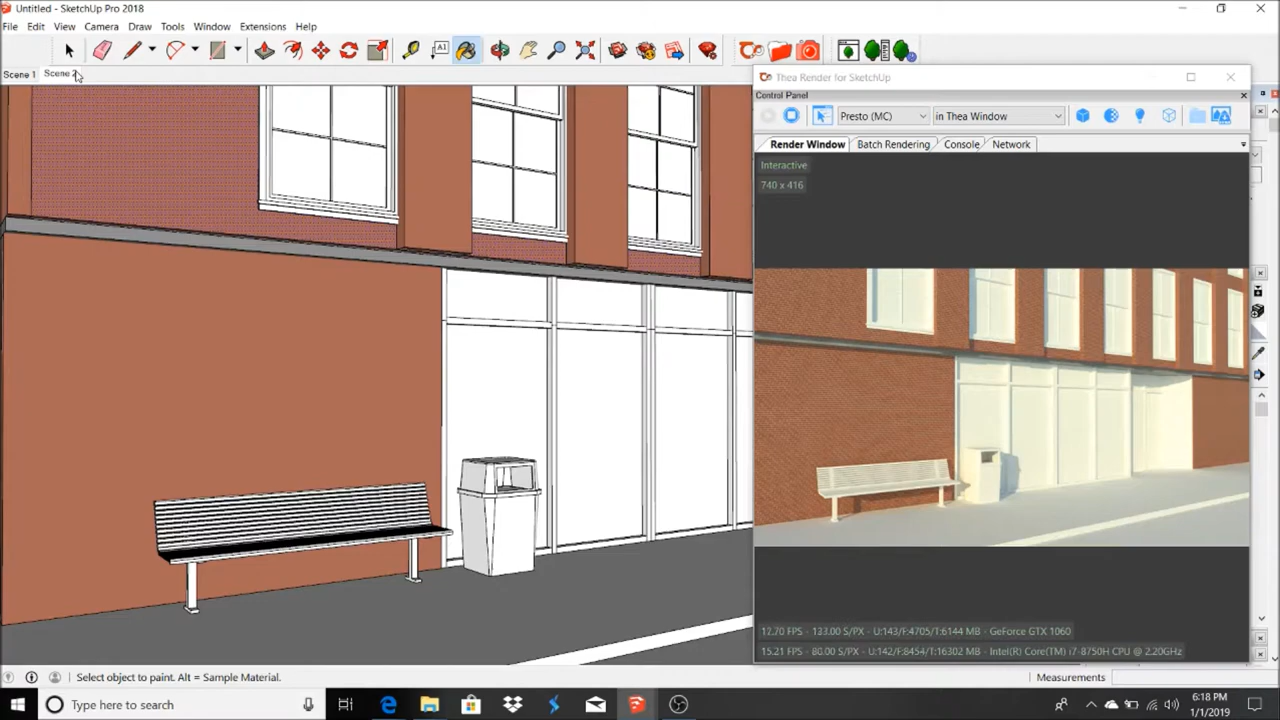 Untitled - SketchUp Pro 2018
File Edit View Camera Draw Tools Window Extensions Help
A1
Scene 1 Scene 2
Thea Render for SketchUp
Control Panel
Presto (MC) in Thea Window
Render Window Batch Rendering Console Network
Interactive
740 x 416
12.70 FPS - 133.00 S/PX - U:143/F:4705/T:6144 MB - GeForce GTX 1060
15.21 FPS - 80.00 S/PX - U:142/F:8454/T:16302 MB - Intel(R) Core(TM) i7-8750H CPU @ 2.20GHz
Select object to paint. Alt = Sample Material.
Measurements
Type here to search
6:18 PM
1/1/2019